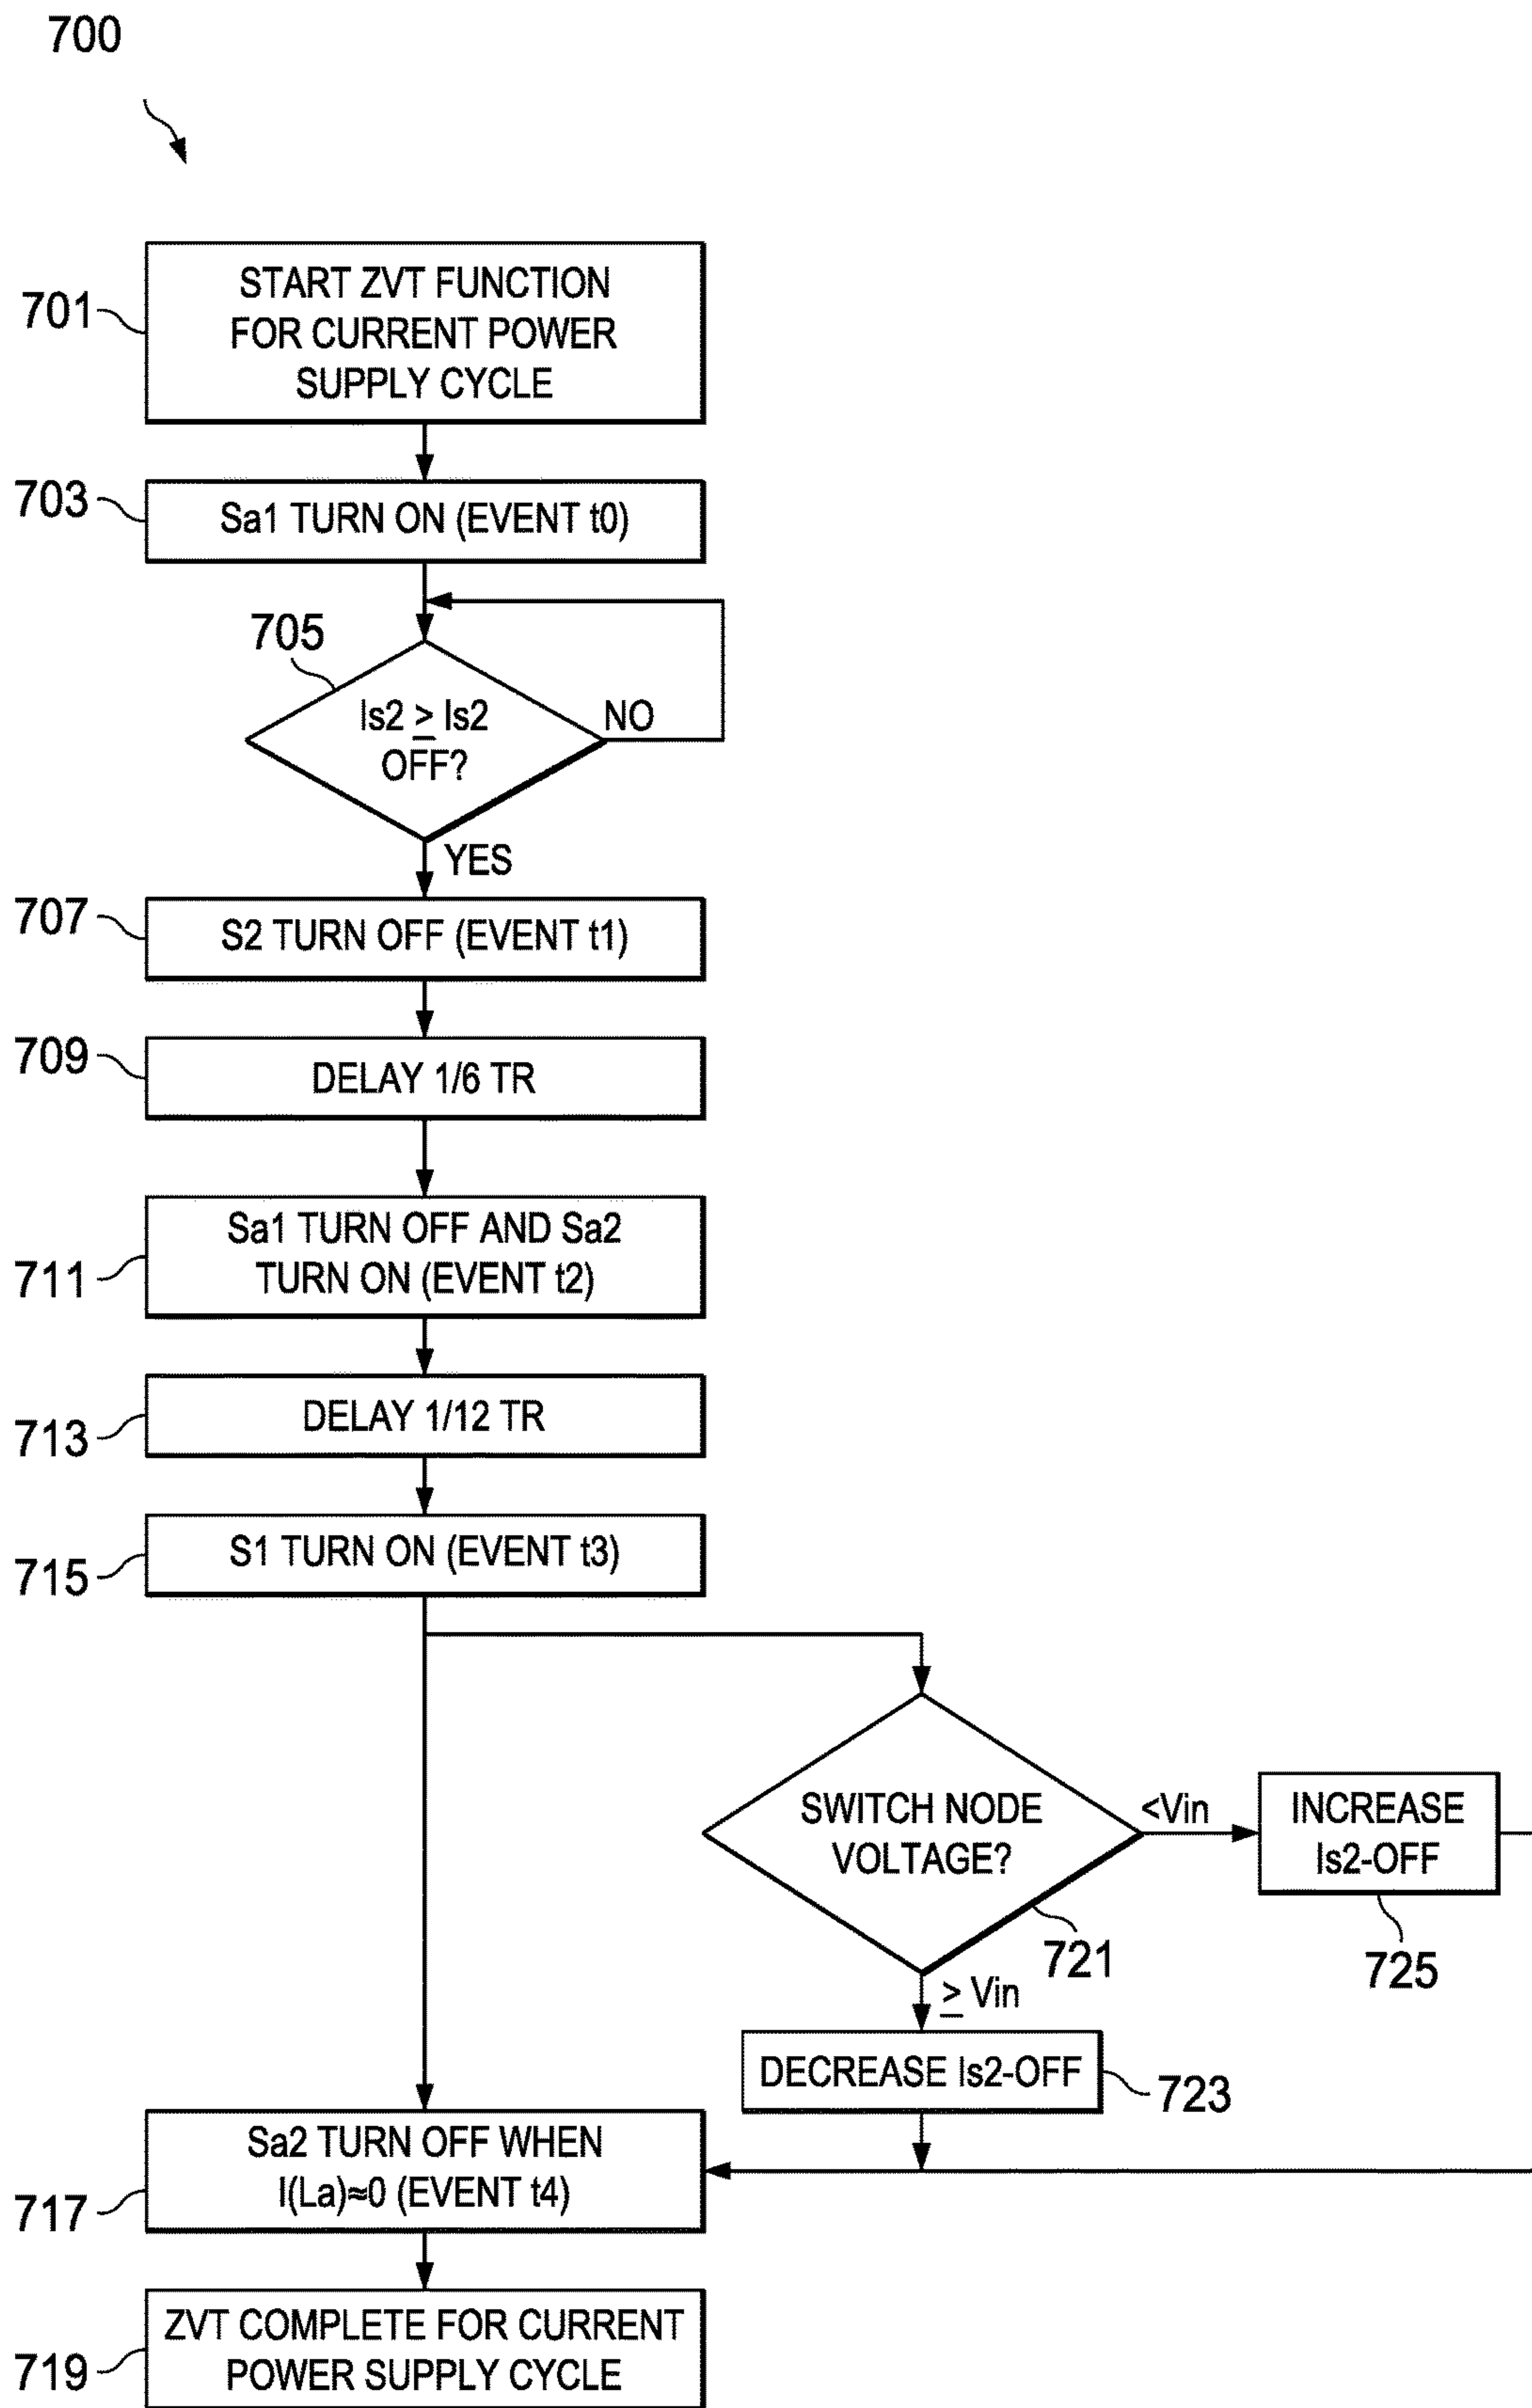 700
701
START ZVT FUNCTION
FOR CURRENT POWER
SUPPLY CYCLE
703
Sa1 TURN ON (EVENT t0)
705
Is2 ≥ Is2
OFF?
NO
YES
707
S2 TURN OFF (EVENT t1)
709
DELAY 1/6 TR
711
Sa1 TURN OFF AND Sa2
TURN ON (EVENT t2)
713
DELAY 1/12 TR
715
S1 TURN ON (EVENT t3)
SWITCH NODE
VOLTAGE?
721
<Vin
INCREASE
Is2-OFF
725
≥ Vin
DECREASE Is2-OFF
723
717
Sa2 TURN OFF WHEN
I(La)≈0 (EVENT t4)
719
ZVT COMPLETE FOR CURRENT
POWER SUPPLY CYCLE